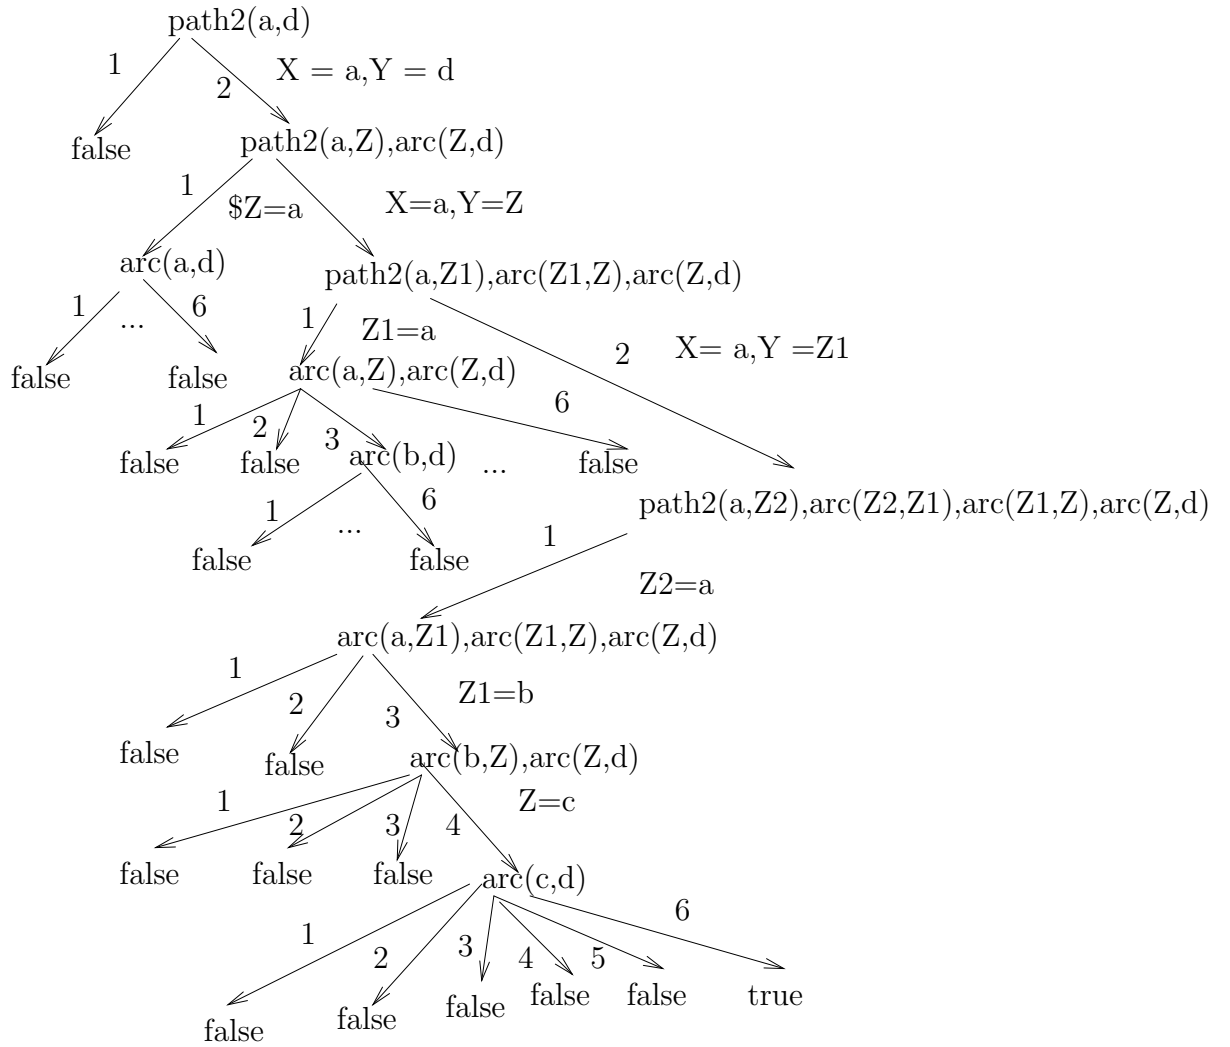 path2(a,d)
1
2
X = a,Y = d
false
path2(a,Z),arc(Z,d)
1
$Z=a
X=a,Y=Z
arc(a,d)
path2(a,Z1),arc(Z1,Z),arc(Z,d)
1
...
6
1
Z1=a
2
X= a,Y =Z1
false
false
arc(a,Z),arc(Z,d)
1
2
3
6
false
false
arc(b,d)
...
false
1
...
6
path2(a,Z2),arc(Z2,Z1),arc(Z1,Z),arc(Z,d)
false
false
1
Z2=a
arc(a,Z1),arc(Z1,Z),arc(Z,d)
1
2
3
Z1=b
false
false
arc(b,Z),arc(Z,d)
1
2
3
4
Z=c
false
false
false
arc(c,d)
1
2
3
4
5
6
false
false
false
false
false
true